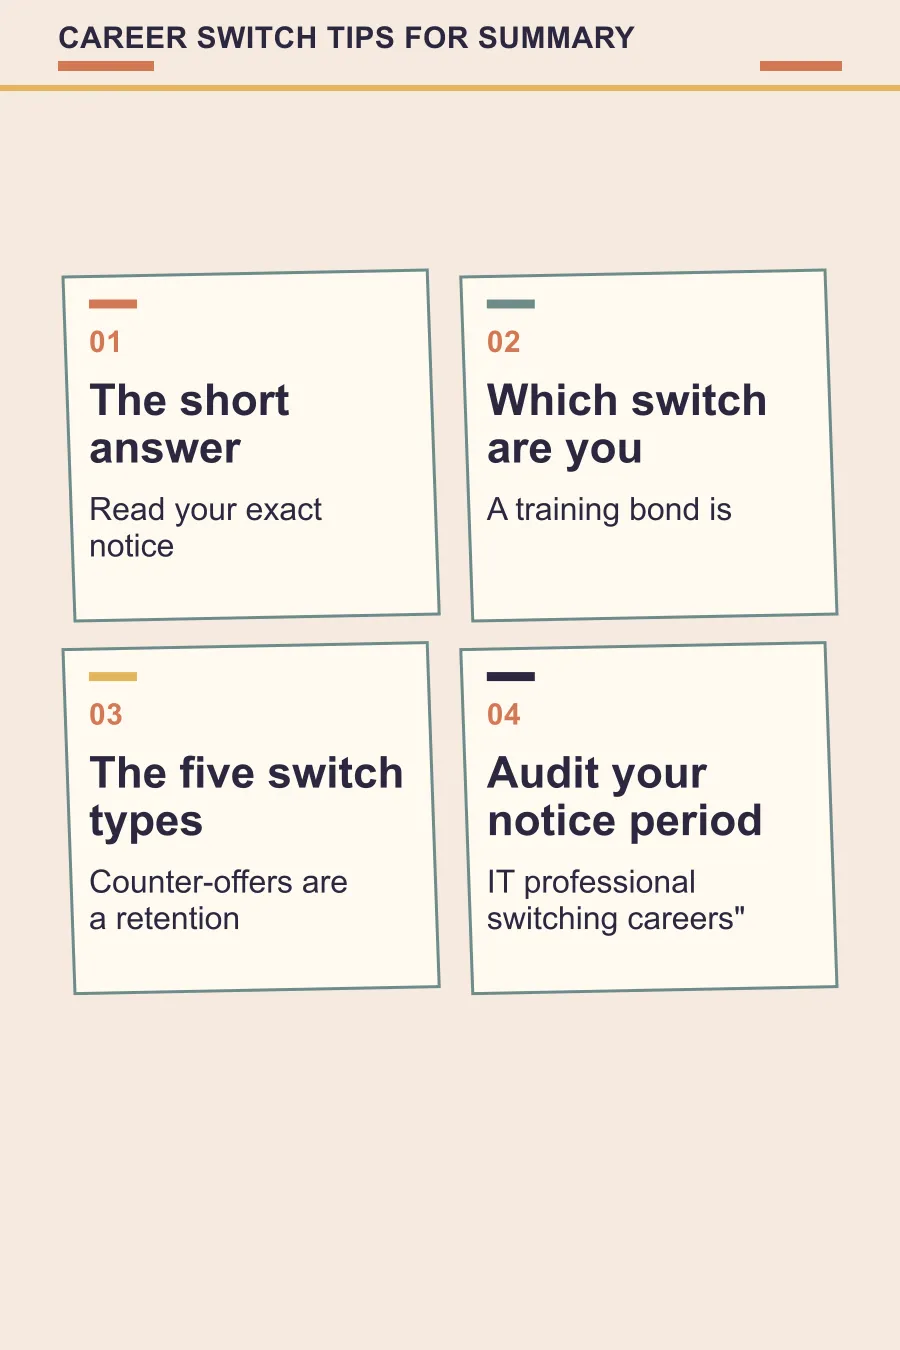 CAREER SWITCH TIPS FOR SUMMARY
01
The short
answer
Read your exact
notice
02
Which switch
are you
A training bond is
03
The five switch
types
Counter-offers are
a retention
04
Audit your
notice period
IT professional
switching careers"